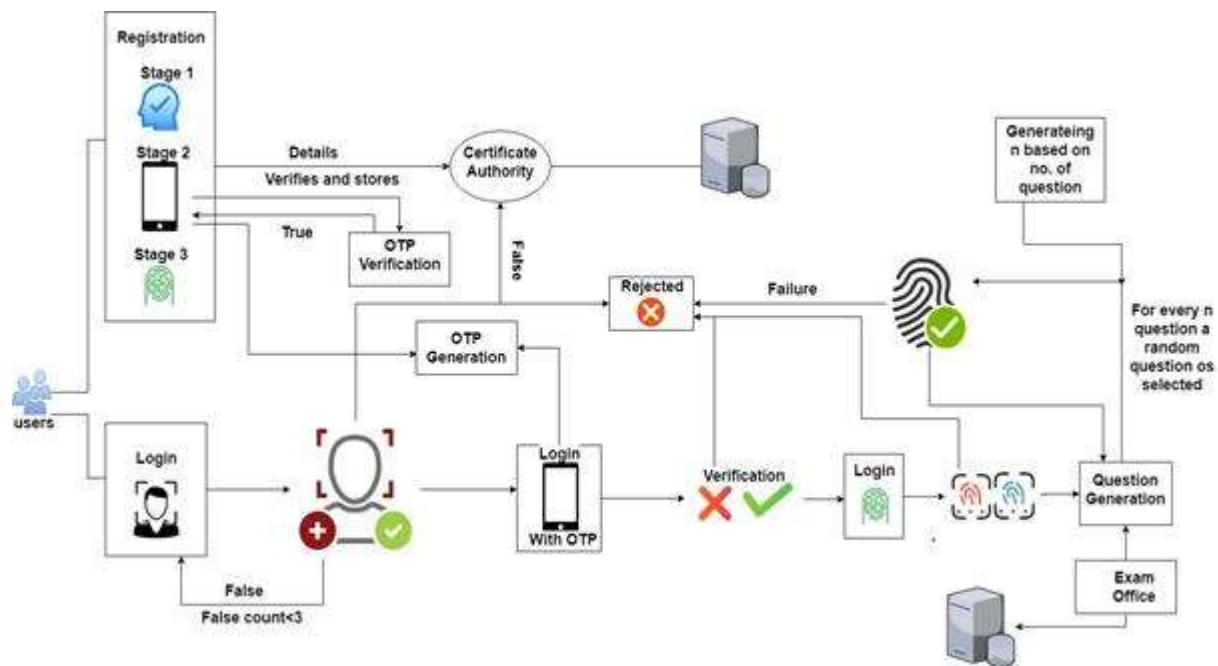 Registration
Stage 1
Stage 2
Stage 3
Details
Verifies and stores
True
OTP
Verification
Certificate
Authority
False
Generateing
n based on
no. of
question
Rejected
Failure
For every n
question a
random
question os
selected
OTP
Generation
users
Login
False
False count<3
Login
With OTP
Verification
Login
Question
Generation
Exam
Office